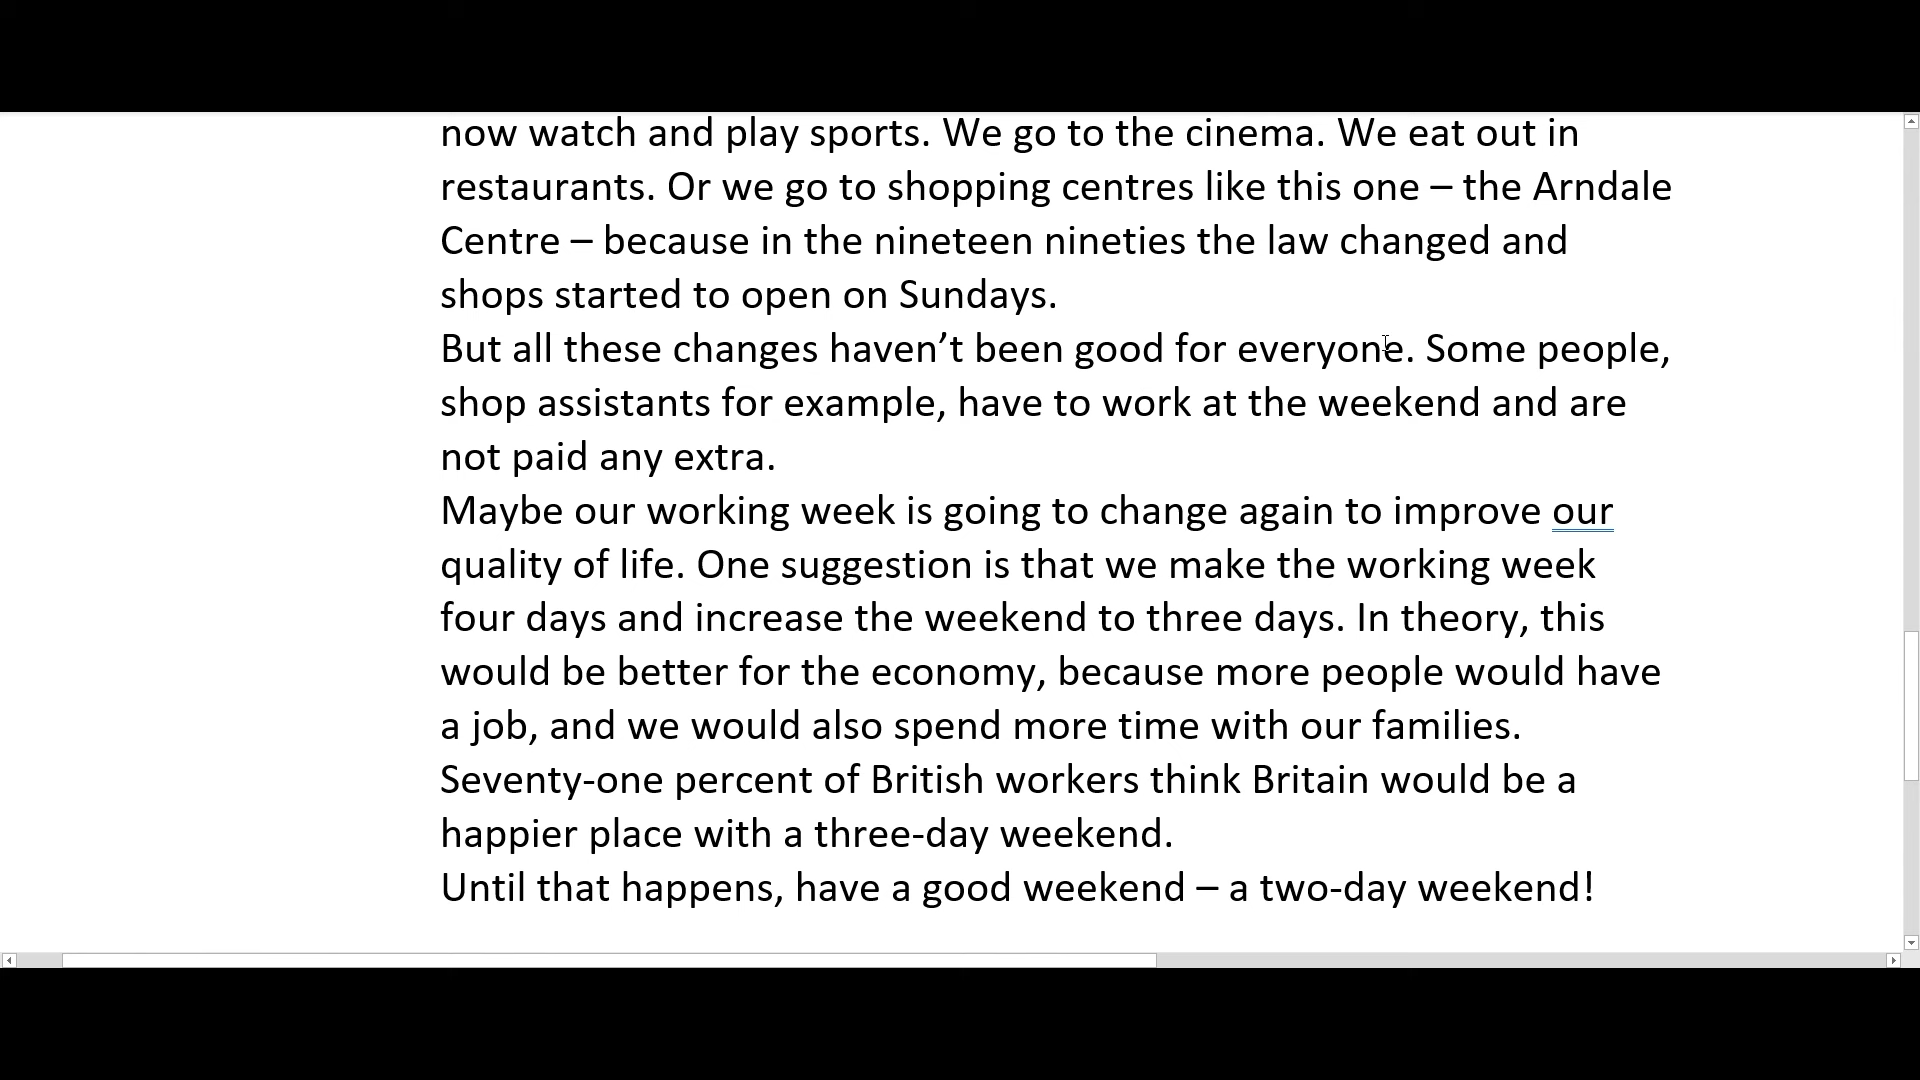 now watch and play sports. We go to the cinema. We eat out in
restaurants. Or we go to shopping centres like this one – the Arndale
Centre – because in the nineteen nineties the law changed and
shops started to open on Sundays.
But all these changes haven’t been good for everyone. Some people,
shop assistants for example, have to work at the weekend and are
not paid any extra.
Maybe our working week is going to change again to improve our
quality of life. One suggestion is that we make the working week
four days and increase the weekend to three days. In theory, this
would be better for the economy, because more people would have
a job, and we would also spend more time with our families.
Seventy-one percent of British workers think Britain would be a
happier place with a three-day weekend.
Until that happens, have a good weekend – a two-day weekend!